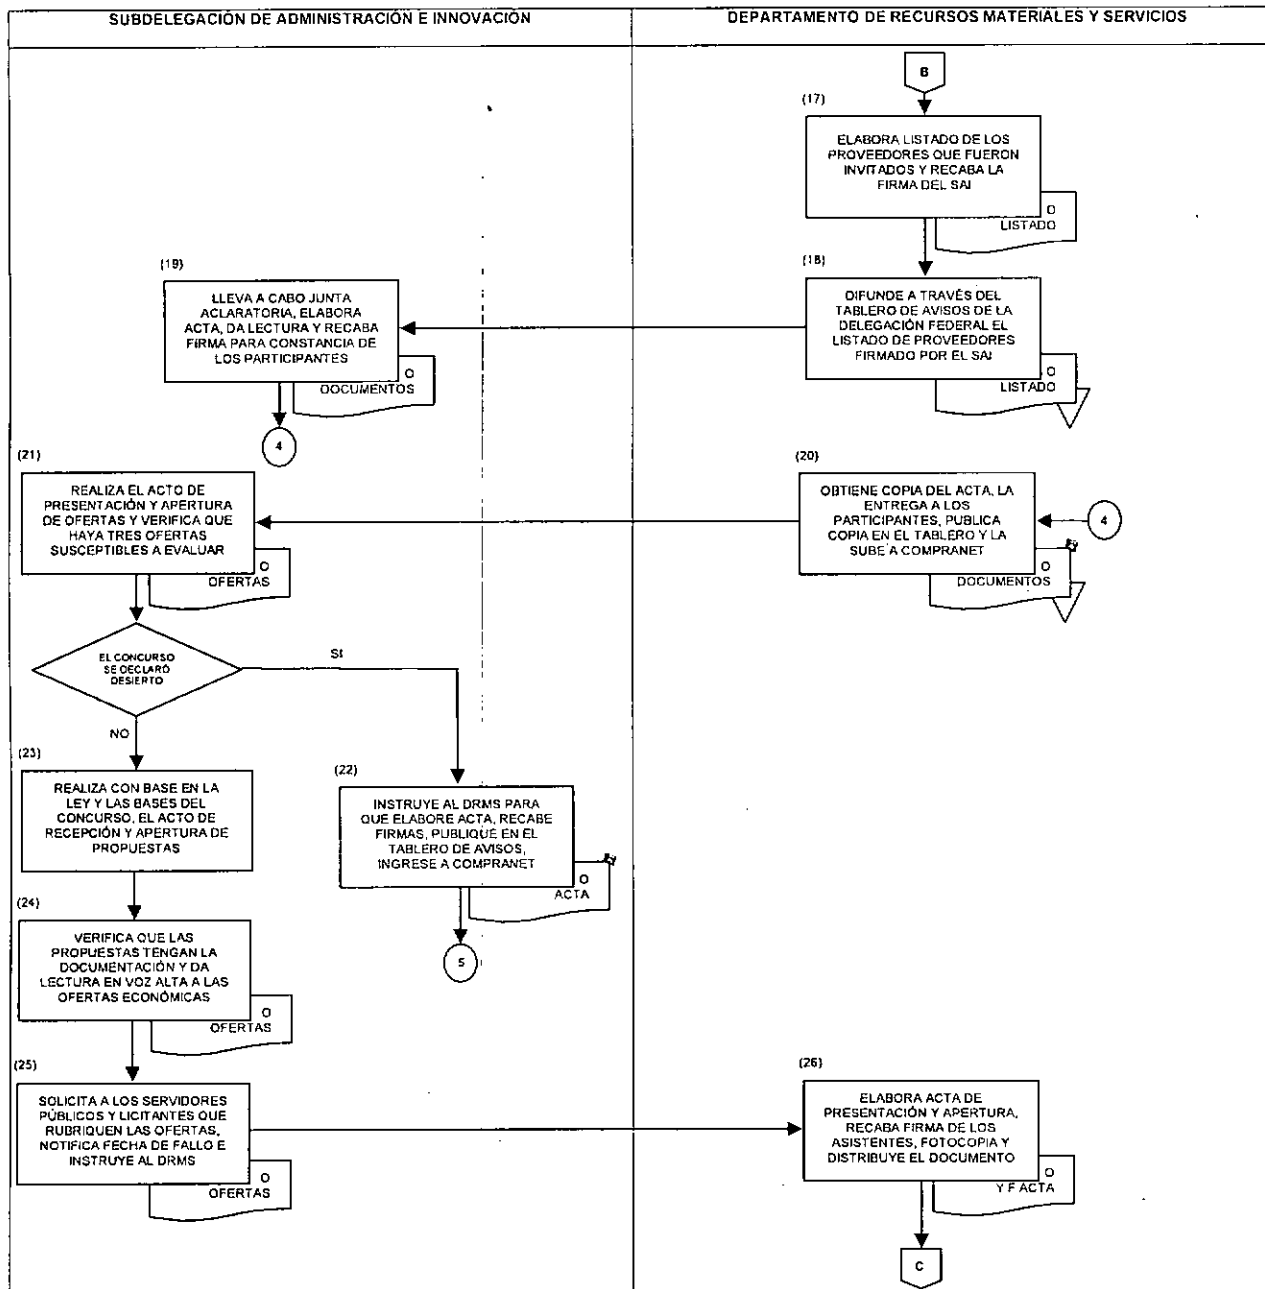 SUBDELEGACIÓN DE ADMINISTRACIÓN E INNOVACIÓN
DEPARTAMENTO DE RECURSOS MATERIALES Y SERVICIOS
B
(17)
ELABORA LISTADO DE LOS
PROVEEDORES QUE FUERON
INVITADOS Y RECABA LA
FIRMA DEL SAI
O
LISTADO
(18)
DIFUNDE A TRAVÉS DEL
TABLERO DE AVISOS DE LA
DELEGACIÓN FEDERAL EL
LISTADO DE PROVEEDORES
FIRMADO POR EL SAI
O
LISTADO
(19)
LLEVA A CABO JUNTA
ACLARATORIA, ELABORA
ACTA, DA LECTURA Y RECABA
FIRMA PARA CONSTANCIA DE
LOS PARTICIPANTES
O
DOCUMENTOS
4
(20)
OBTIENE COPIA DEL ACTA, LA
ENTREGA A LOS
PARTICIPANTES, PUBLICA
COPIA EN EL TABLERO Y LA
SUBE A COMPRANET
4
O
DOCUMENTOS
(21)
REALIZA EL ACTO DE
PRESENTACIÓN Y APERTURA
DE OFERTAS Y VERIFICA QUE
HAYA TRES OFERTAS
SUSCEPTIBLES A EVALUAR
O
OFERTAS
EL CONCURSO
SE DECLARÓ
DESIERTO
SI
NO
(22)
INSTRUYE AL DRMS PARA
QUE ELABORE ACTA, RECABE
FIRMAS, PUBLIQUE EN EL
TABLERO DE AVISOS,
INGRESE A COMPRANET
O
ACTA
5
(23)
REALIZA CON BASE EN LA
LEY Y LAS BASES DEL
CONCURSO, EL ACTO DE
RECEPCIÓN Y APERTURA DE
PROPUESTAS
(24)
VERIFICA QUE LAS
PROPUESTAS TENGAN LA
DOCUMENTACIÓN Y DA
LECTURA EN VOZ ALTA A LAS
OFERTAS ECONÓMICAS
O
OFERTAS
(25)
SOLICITA A LOS SERVIDORES
PÚBLICOS Y LICITANTES QUE
RUBRIQUEN LAS OFERTAS,
NOTIFICA FECHA DE FALLO E
INSTRUYE AL DRMS
O
OFERTAS
(26)
ELABORA ACTA DE
PRESENTACIÓN Y APERTURA,
RECABA FIRMA DE LOS
ASISTENTES, FOTOCOPIA Y
DISTRIBUYE EL DOCUMENTO
O
Y F ACTA
C